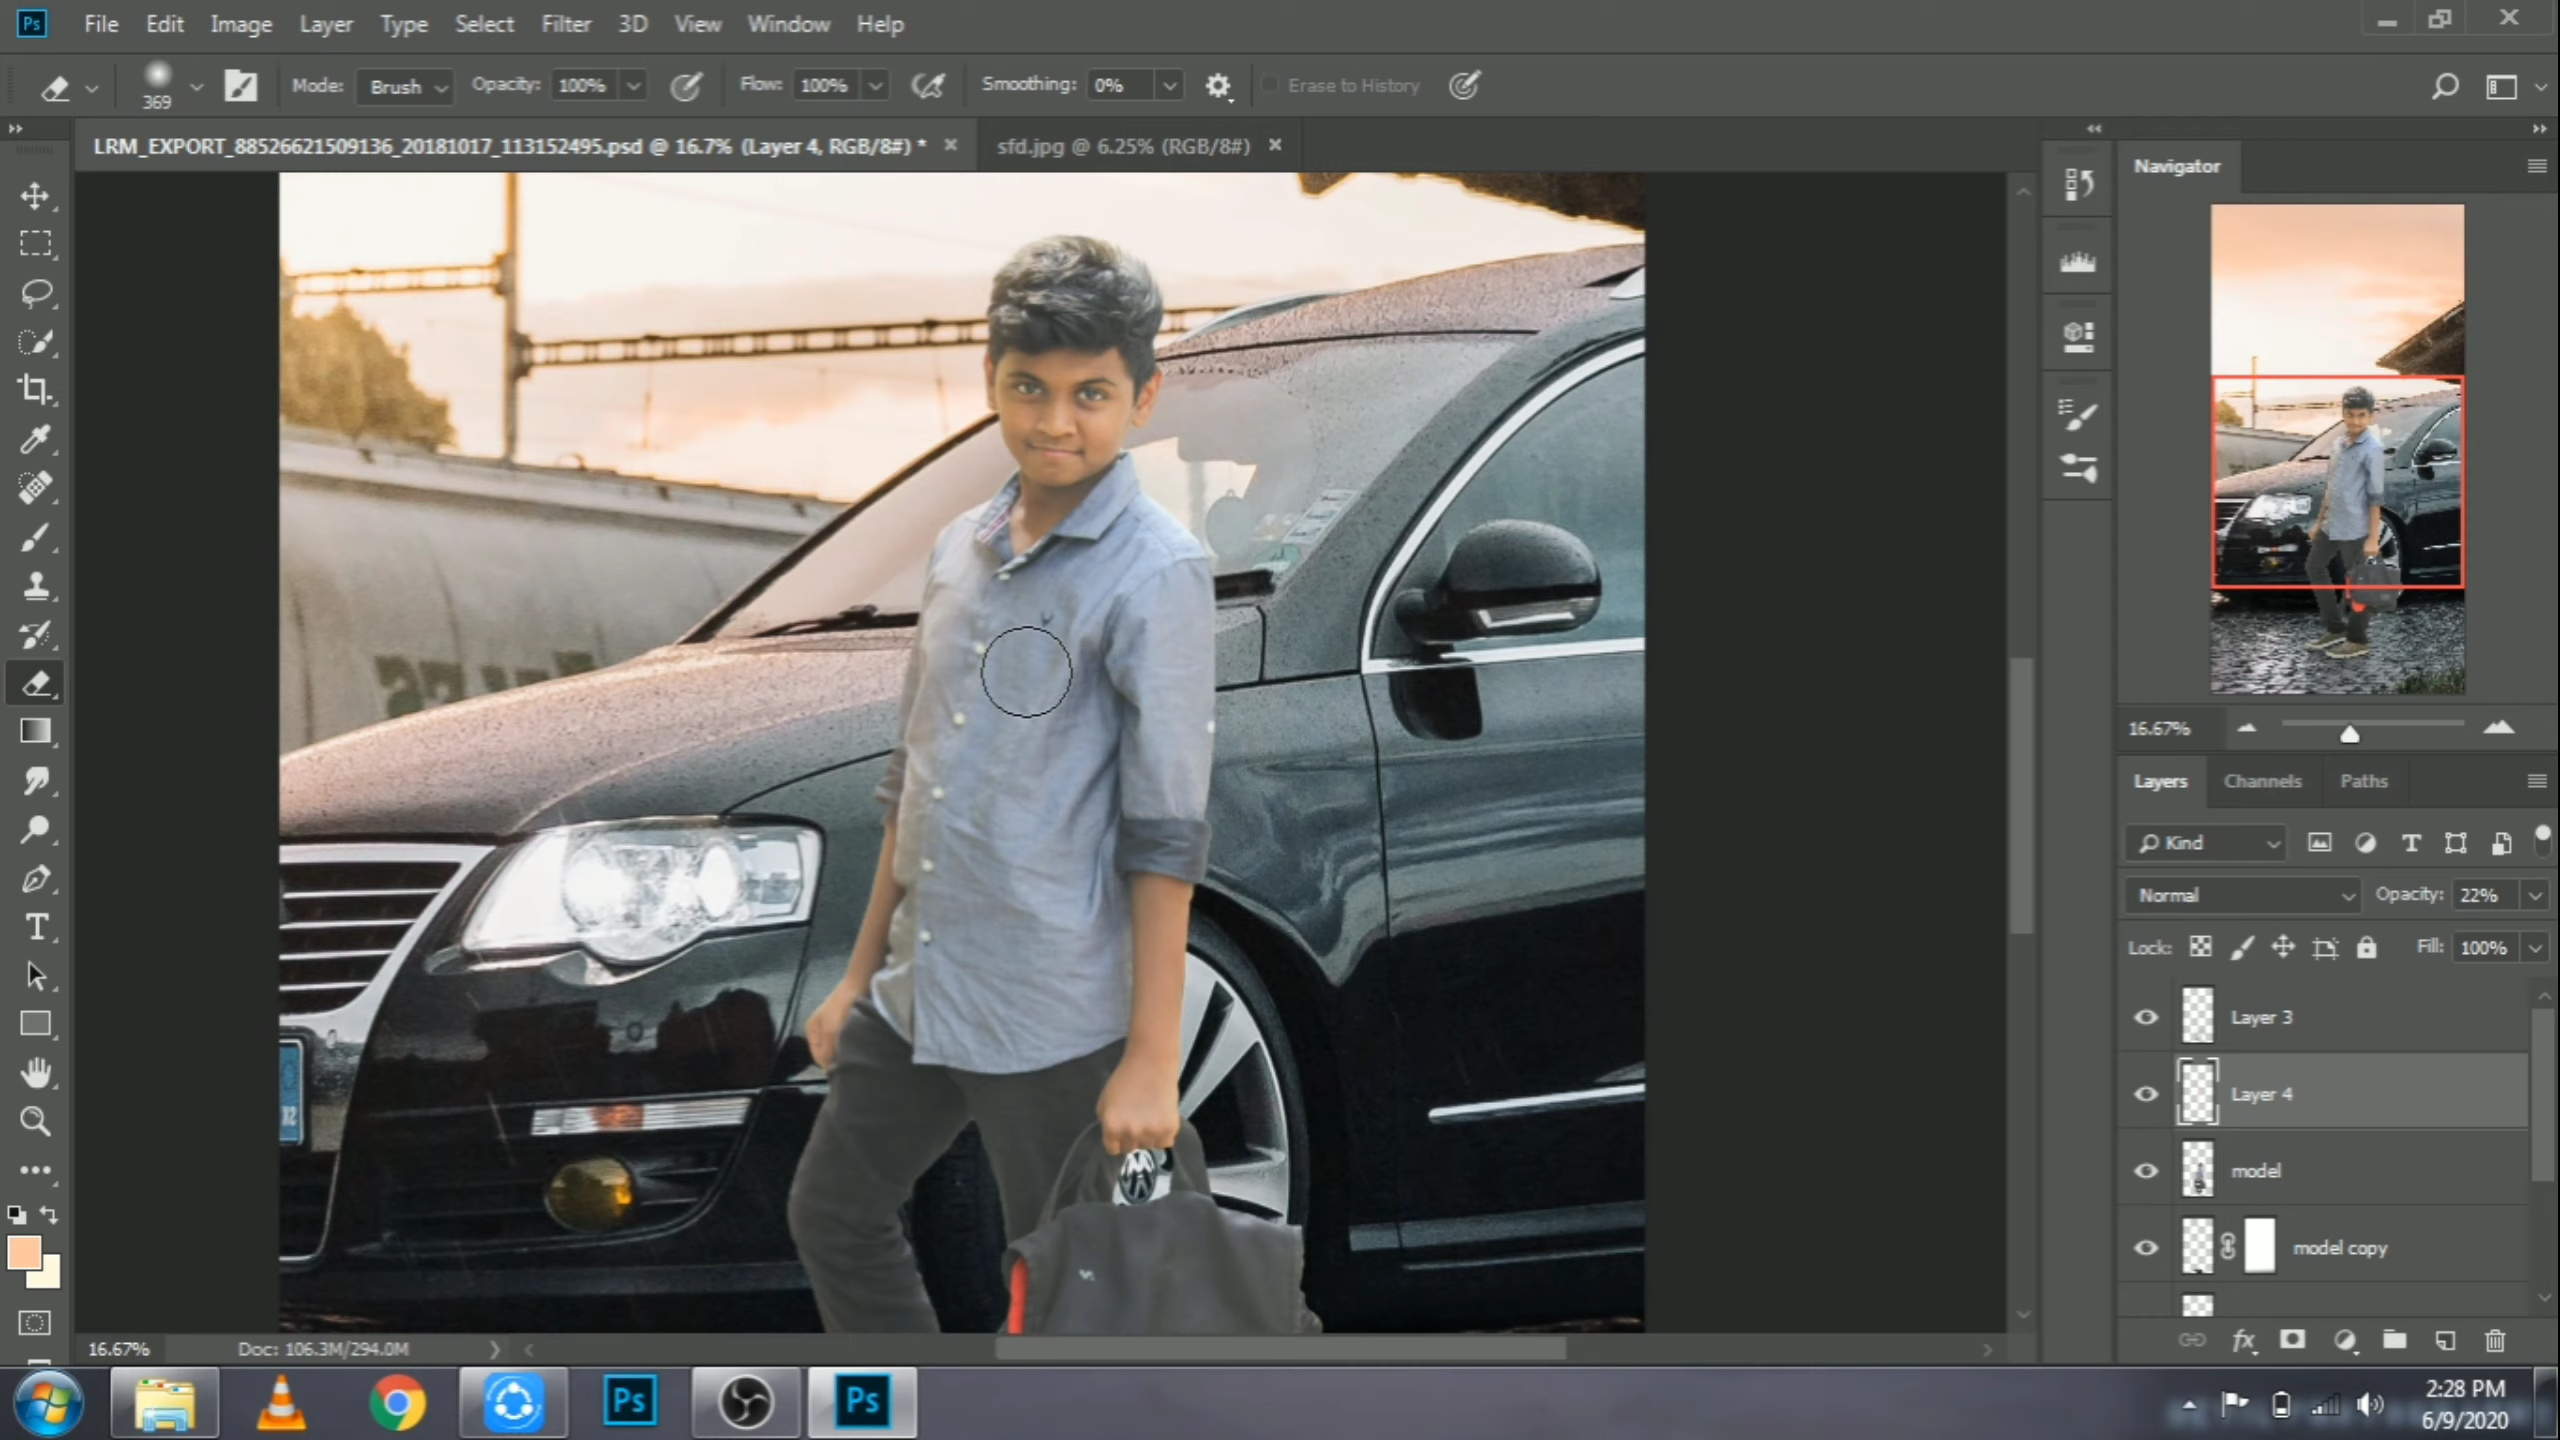 Ps File Edit Image Layer Type Select Filter 3D View Window Help
369 Mode: Brush Opacity: 100% Flow: 100% Smoothing: 0% Erase to History
LRM_EXPORT_88526621509136_20181017_113152495.psd @ 16.7% (Layer 4, RGB/8#) * × sfd.jpg @ 6.25% (RGB/8#) ×
Navigator
16.67%
Layers Channels Paths
Kind
Normal Opacity: 22%
Lock: Fill: 100%
Layer 3
Layer 4
model
model copy
fx
16.67% Doc: 106.3M/294.0M
Ps Ps
2:28 PM
6/9/2020